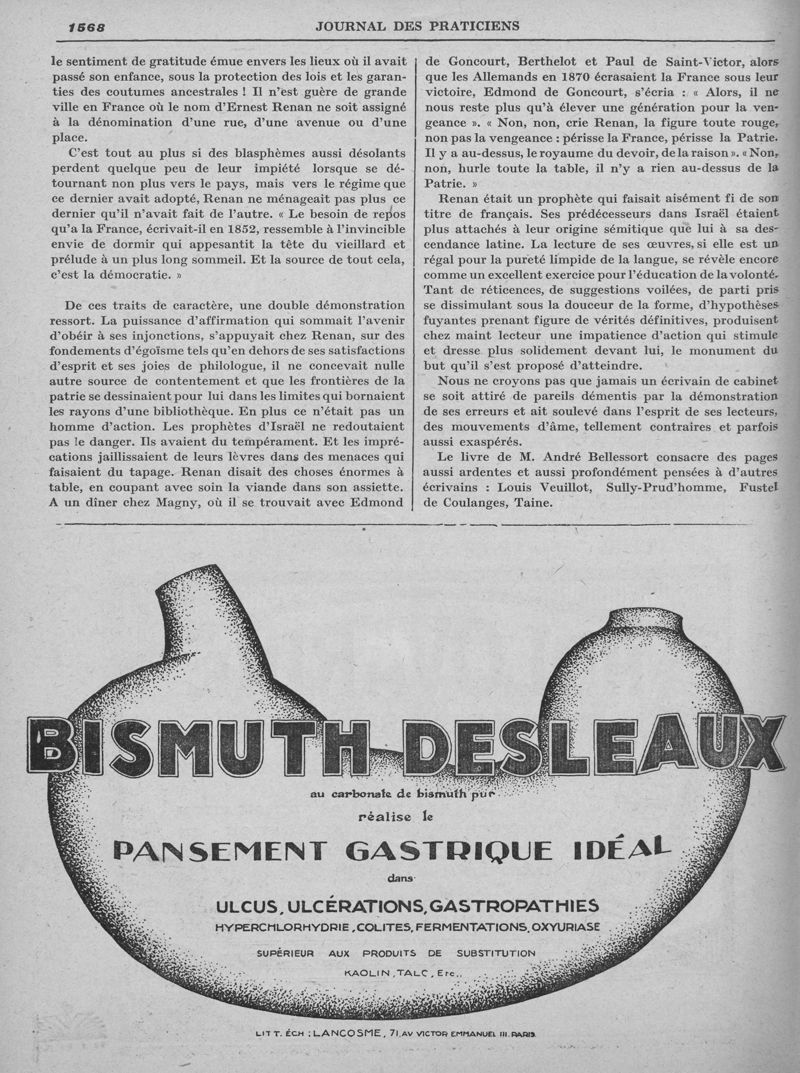 1568
JOURNAL DES PRATICIENS
le sentiment de gratitude émue envers les lieux où il avait
passé son enfance, sous la protection des lois et les garan-
ties des coutumes ancestrales ! Il n'est guère de grande
ville en France où le nom d'Ernest Renan ne soit assigné
à la dénomination d'une rue, d'une avenue ou d'une
place.
C'est tout au plus si des blasphèmes aussi désolants
perdent quelque peu de leur impiété lorsque se dé-
tournant non plus vers le pays, mais vers le régime que
ce dernier avait adopté, Renan ne ménageait pas plus ce
dernier qu'il n'avait fait de l'autre. « Le besoin de repos
qu'a la France, écrivait-il en 1852, ressemble à l'invincible
envie de dormir qui appesantit la tête du vieillard et
prélude à un plus long sommeil. Et la source de tout cela,
c'est la démocratie. »
De ces traits de caractère, une double démonstration
ressort. La puissance d'affirmation qui sommait l'avenir
d'obéir à ses injonctions, s'appuyait chez Renan, sur des
fondements d'égoïsme tels qu'en dehors de ses satisfactions
d'esprit et ses joies de philologue, il ne concevait nulle
autre source de contentement et que les frontières de la
patrie se dessinaient pour lui dans les limites qui bornaient
les rayons d'une bibliothèque. En plus ce n'était pas un
homme d'action. Les prophètes d'Israël ne redoutaient
pas le danger. Ils avaient du tempérament. Et les impré-
cations jaillissaient de leurs lèvres dans des menaces qui
faisaient du tapage. Renan disait des choses énormes à
table, en coupant avec soin la viande dans son assiette.
A un dîner chez Magny, où il se trouvait avec Edmond
de Goncourt, Berthelot et Paul de Saint-Victor, alors
que les Allemands en 1870 écrasaient la France sous leur
victoire, Edmond de Goncourt, s'écria : « Alors, il ne
nous reste plus qu'à élever une génération pour la ven-
geance ». « Non, non, crie Renan, la figure toute rouge,
non pas la vengeance : périsse la France, périsse la Patrie.
Il y a au-dessus, le royaume du devoir, de la raison ». « Non,
non, hurle toute la table, il n'y a rien au-dessus de la
Patrie. »
Renan était un prophète qui faisait aisément fi de son
titre de français. Ses prédécesseurs dans Israël étaient
plus attachés à leur origine sémitique que lui à sa des-
cendance latine. La lecture de ses œuvres, si elle est un
régal pour la pureté limpide de la langue, se révèle encore
comme un excellent exercice pour l'éducation de la volonté.
Tant de réticences, de suggestions voilées, de parti pris
se dissimulant sous la douceur de la forme, d'hypothèses
fuyantes prenant figure de vérités définitives, produisent
chez maint lecteur une impatience d'action qui stimule
et dresse plus solidement devant lui, le monument du
but qu'il s'est proposé d'atteindre.
Nous ne croyons pas que jamais un écrivain de cabinet
se soit attiré de pareils démentis par la démonstration
de ses erreurs et ait soulevé dans l'esprit de ses lecteurs,
des mouvements d'âme, tellement contraires et parfois
aussi exaspérés.
Le livre de M. André Bellessort consacre des pages
aussi ardentes et aussi profondément pensées à d'autres
écrivains : Louis Veuillot, Sully-Prud'homme, Fustel
de Coulanges, Taine.
BISMUTH DESLEAUX
au carbonate de bismuth pur
réalise le
PANSEMENT GASTRIQUE IDÉAL
dans
ULCUS, ULCÉRATIONS, GASTROPATHIES
HYPERCHLORHYDRIE, COLITES, FERMENTATIONS, OXYURIASE
SUPÉRIEUR AUX PRODUITS DE SUBSTITUTION
KAOLIN, TALC, Etc..
LITT. ÉCH : LANCOSME, 71, AV VICTOR EMMANUEL III. PARIS.